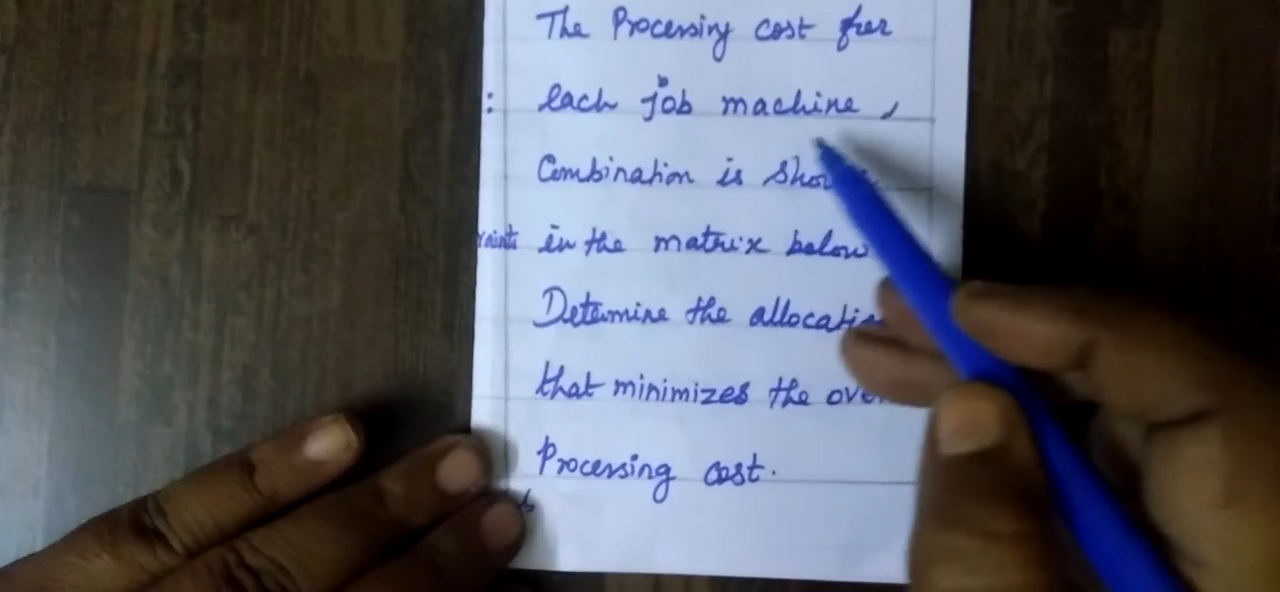 The Processing cost for
: each job machine,
Combination is
in the matrix below
Determine the
that minimizes the
Processing cost.